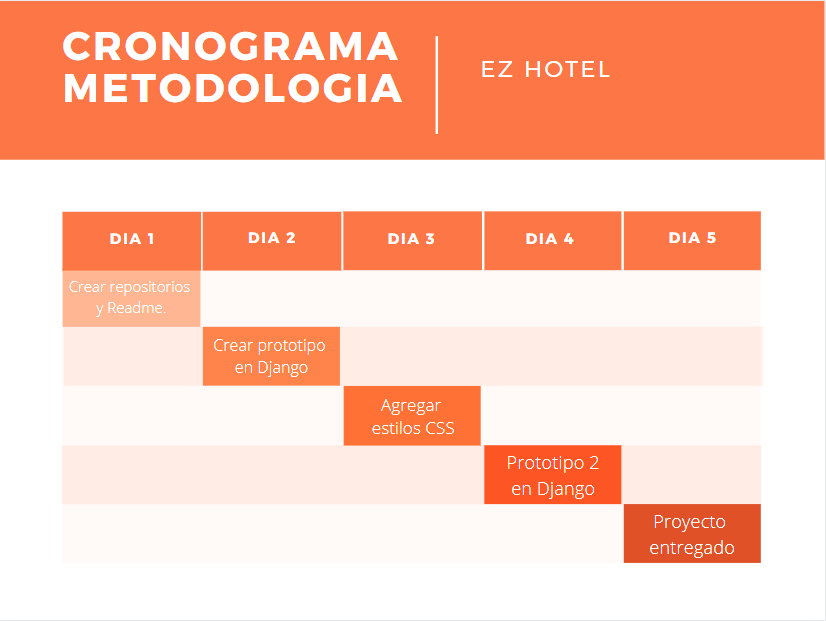 CRONOGRAMA
METODOLOGIA
EZ HOTEL
DIA 1
DIA 2
DIA 3
DIA 4
DIA 5
Crear repositorios
y Readme.
Crear prototipo
en Django
Agregar
estilos CSS
Prototipo 2
en Django
Proyecto
entregado